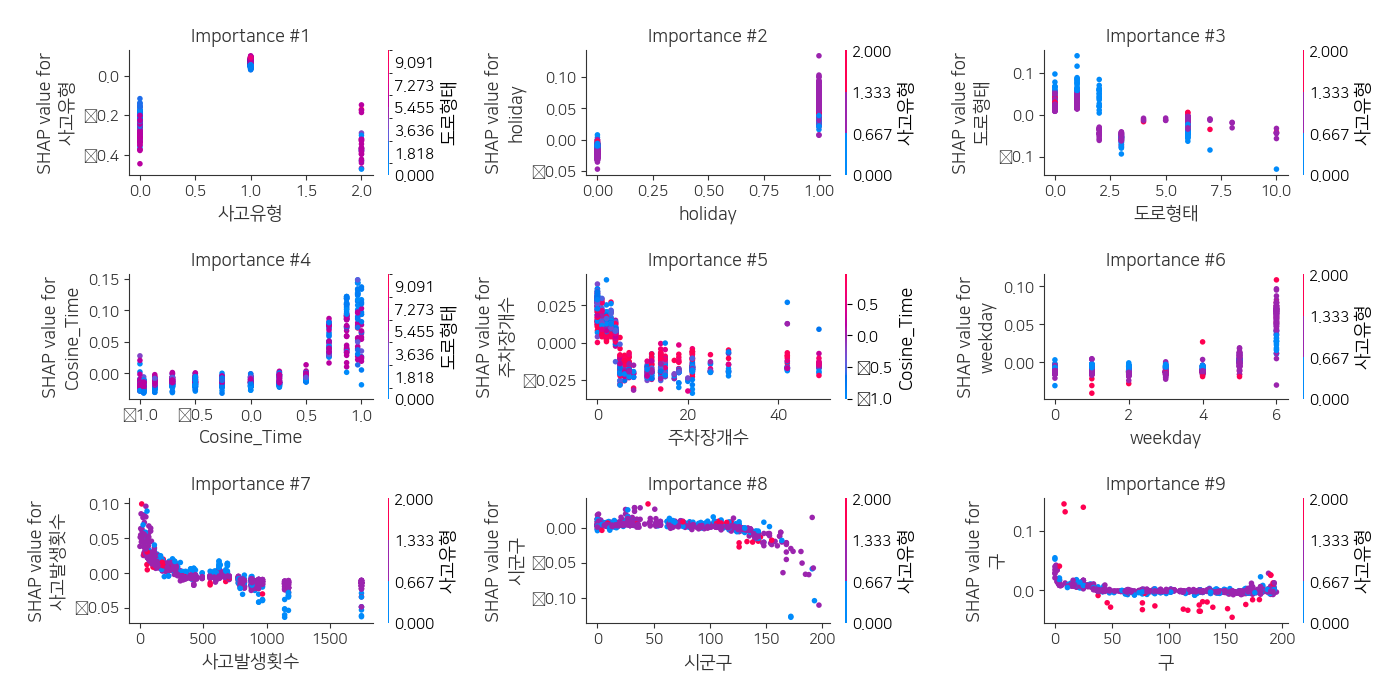 Importance #1
SHAP value for
사고유형
0.0
0.2
0.4
0.0
0.5
1.0
1.5
2.0
사고유형
9.091
7.273
5.455
3.636
1.818
0.000
도로형태
Importance #2
SHAP value for
holiday
0.10
0.05
0.00
0.05
0.00
0.25
0.50
0.75
1.00
holiday
2.000
1.333
0.667
0.000
사고유형
Importance #3
SHAP value for
도로형태
0.1
0.0
0.1
0.0
2.5
5.0
7.5
10.0
도로형태
2.000
1.333
0.667
0.000
사고유형
Importance #4
SHAP value for
Cosine_Time
0.15
0.10
0.05
0.00
1.0
0.5
0.0
0.5
1.0
Cosine_Time
9.091
7.273
5.455
3.636
1.818
0.000
도로형태
Importance #5
SHAP value for
주차장개수
0.025
0.000
0.025
0
20
40
주차장개수
0.5
0.0
0.5
1.0
Cosine_Time
Importance #6
SHAP value for
weekday
0.10
0.05
0.00
0
2
4
6
weekday
2.000
1.333
0.667
0.000
사고유형
Importance #7
SHAP value for
사고발생횟수
0.10
0.05
0.00
0.05
0
500
1000
1500
사고발생횟수
2.000
1.333
0.667
0.000
사고유형
Importance #8
SHAP value for
시군구
0.00
0.05
0.10
0
50
100
150
200
시군구
2.000
1.333
0.667
0.000
사고유형
Importance #9
SHAP value for
구
0.1
0.0
0
50
100
150
200
구
2.000
1.333
0.667
0.000
사고유형